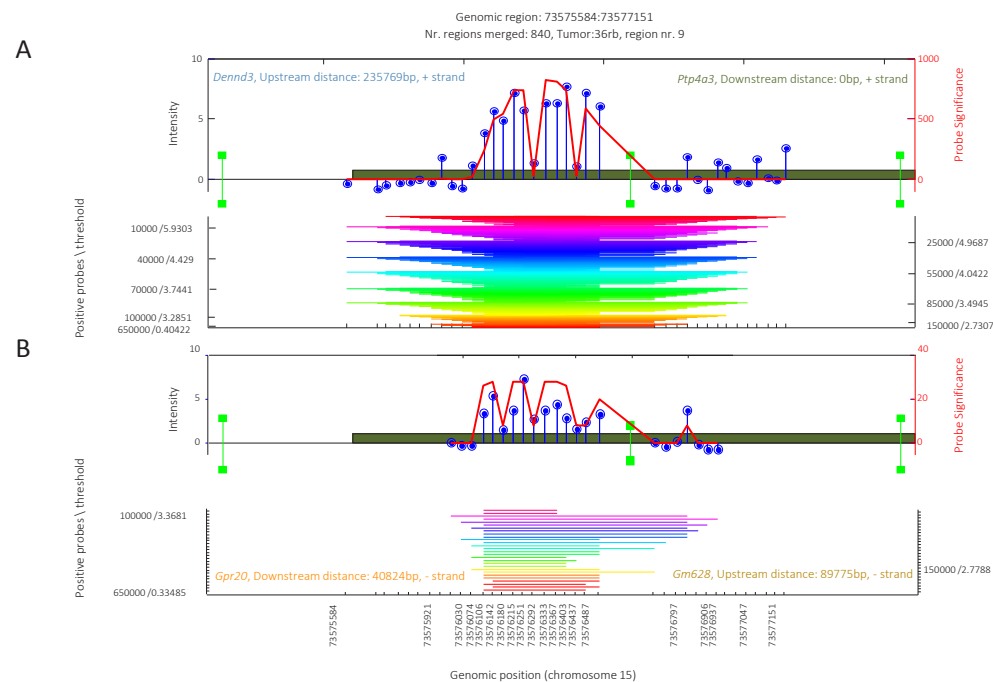 Genomic region: 73575584:73577151
Nr. regions merged: 840, Tumor:36rb, region nr. 9
A
10
1000
Dennd3, Upstream distance: 235769bp, + strand
Ptp4a3, Downstream distance: 0bp, + strand
Intensity
Probe Significance
5
500
0
0
Positive probes \ threshold
10000 /5.9303
25000 / 4.9687
40000 /4.429
55000 /4.0422
70000 /3.7441
85000 /3.4945
100000 /3.2851
150000 /2.7307
650000 /0.40422
B
10
40
Intensity
Probe Significance
5
20
0
0
Positive probes \ threshold
100000 /3.3681
Gpr20, Downstream distance: 40824bp, - strand
Gm628, Upstream distance: 89775bp, - strand
150000 /2.7788
650000 /0.33485
73575584
73575921
73576030
73576074
73576106
73576142
73576180
73576215
73576251
73576292
73576333
73576367
73576403
73576437
73576487
73576797
73576906
73576937
73577047
73577151
Genomic position (chromosome 15)